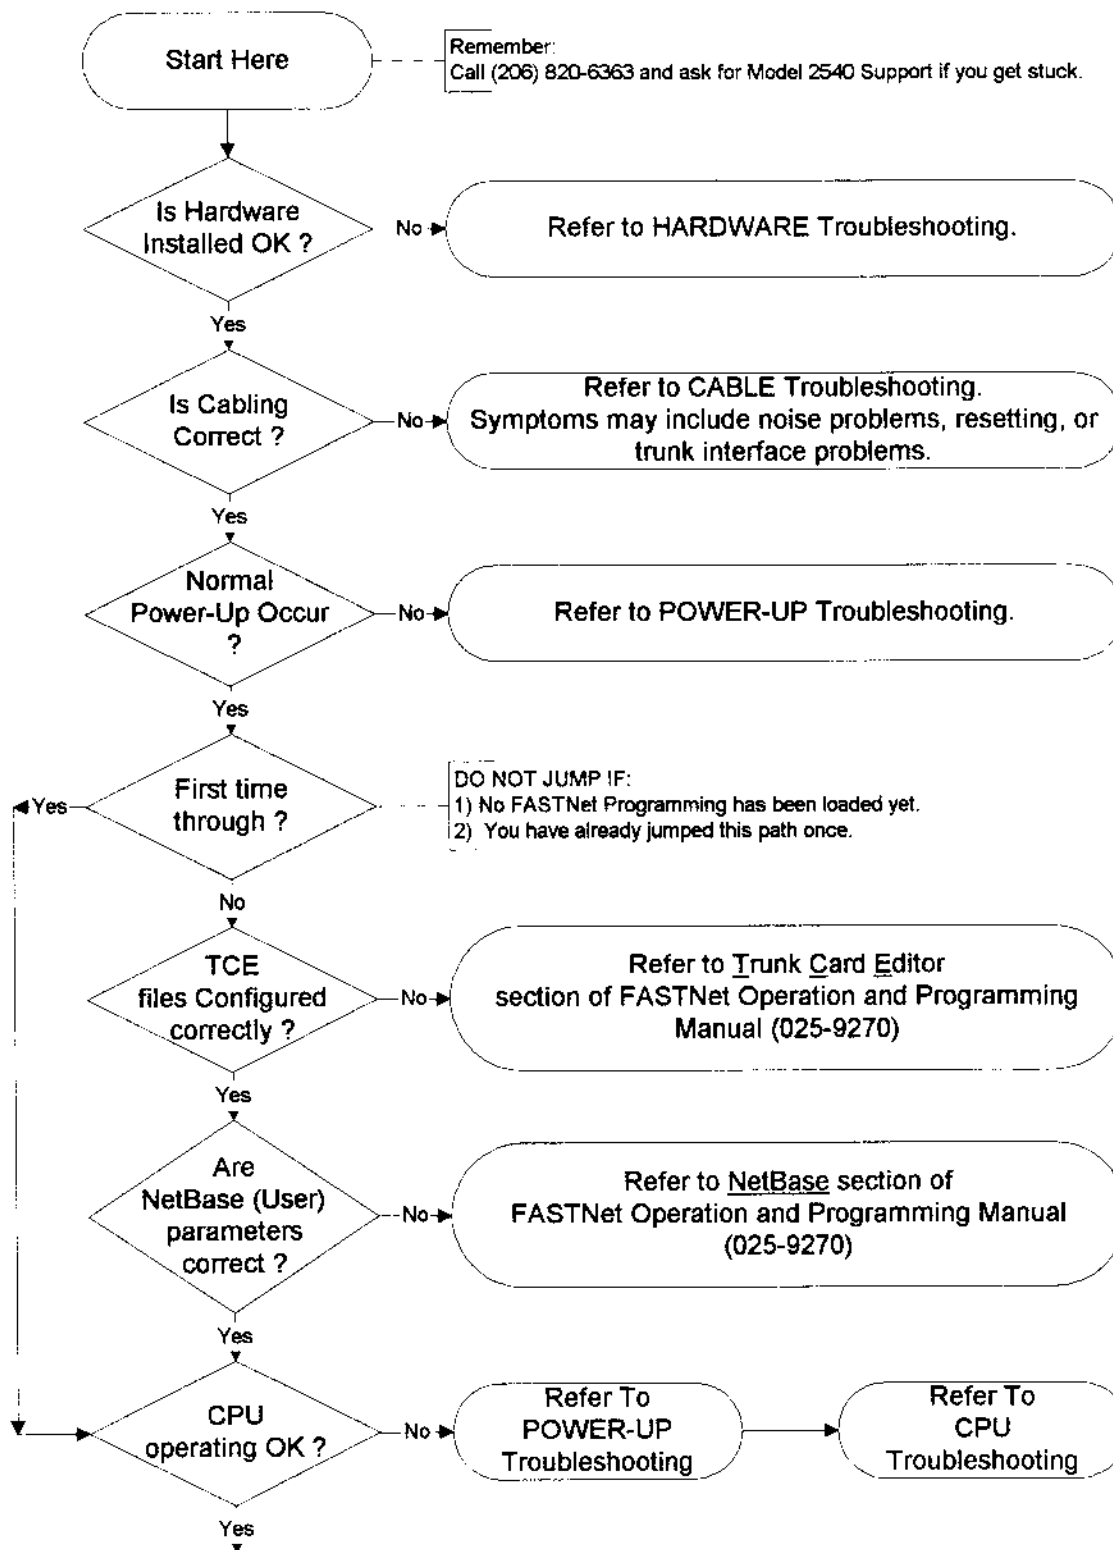 Start Here
Remember:
Call (206) 820-6363 and ask for Model 2540 Support if you get stuck.
Is Hardware
Installed OK ?
No
Refer to HARDWARE Troubleshooting.
Yes
Is Cabling
Correct ?
No
Refer to CABLE Troubleshooting.
Symptoms may include noise problems, resetting, or
trunk interface problems.
Yes
Normal
Power-Up Occur
?
No
Refer to POWER-UP Troubleshooting.
Yes
First time
through ?
Yes
DO NOT JUMP IF:
1) No FASTNet Programming has been loaded yet.
2) You have already jumped this path once.
No
TCE
files Configured
correctly ?
No
Refer to Trunk Card Editor
section of FASTNet Operation and Programming
Manual (025-9270)
Yes
Are
NetBase (User)
parameters
correct ?
No
Refer to NetBase section of
FASTNet Operation and Programming Manual
(025-9270)
Yes
CPU
operating OK ?
No
Refer To
POWER-UP
Troubleshooting
Refer To
CPU
Troubleshooting
Yes